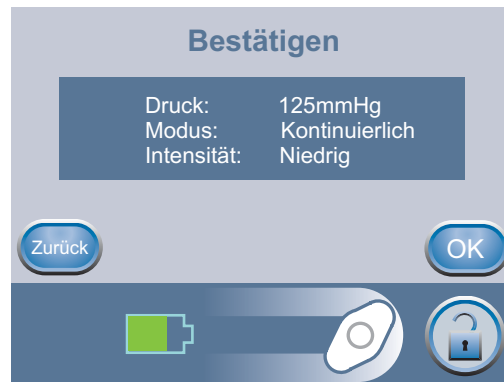 Bestätigen
Druck: 125mmHg
Modus: Kontinuierlich
Intensität: Niedrig
Zurück
OK